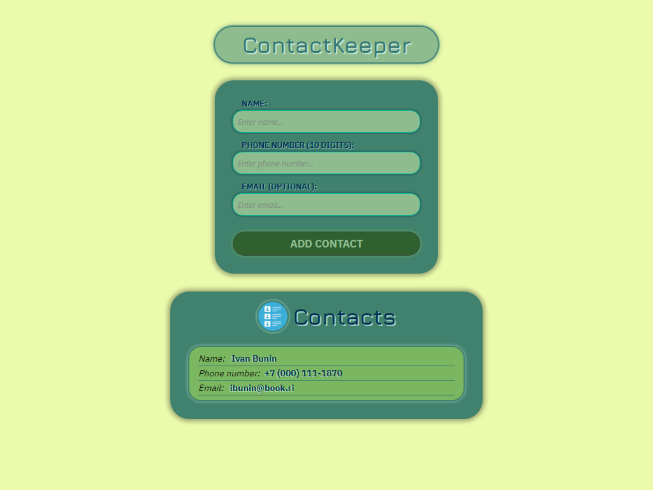 ContactKeeper
NAME:
Enter name...
PHONE NUMBER (10 DIGITS):
Enter phone number...
EMAIL (OPTIONAL):
Enter email...
ADD CONTACT
Contacts
Name: Ivan Bunin
Phone number: +7 (000) 111-1870
Email: ibunin@book.ri